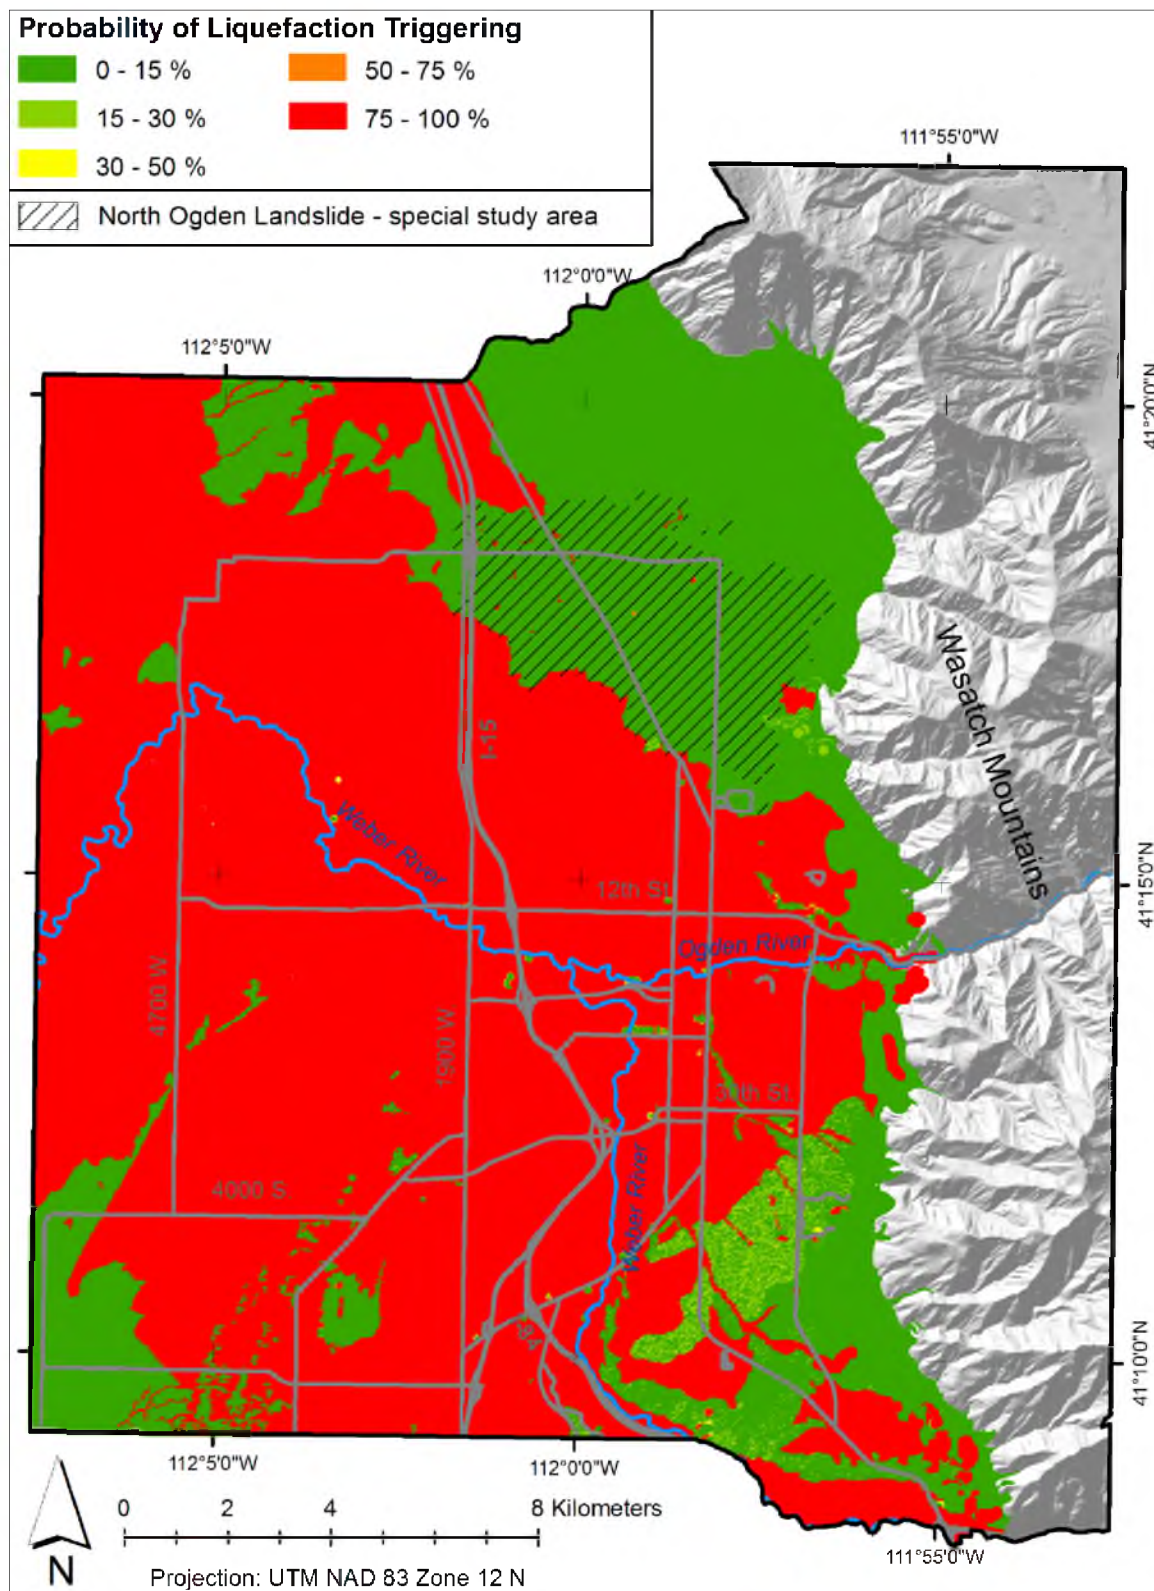 Probability of Liquefaction Triggering
0 - 15 %
50 - 75 %
15 - 30 %
75 - 100 %
30 - 50 %
North Ogden Landslide - special study area
111°55'0"W
112°0'0"W
112°5'0"W
41°20'0"N
Wasatch Mountains
I-15
Weber River
12th St.
41°15'0"N
Ogden River
4700 W
1900 W
30th St.
Weber River
4000 S.
I-84
41°10'0"N
112°5'0"W
112°0'0"W
111°55'0"W
0 2 4 8 Kilometers
N
Projection: UTM NAD 83 Zone 12 N